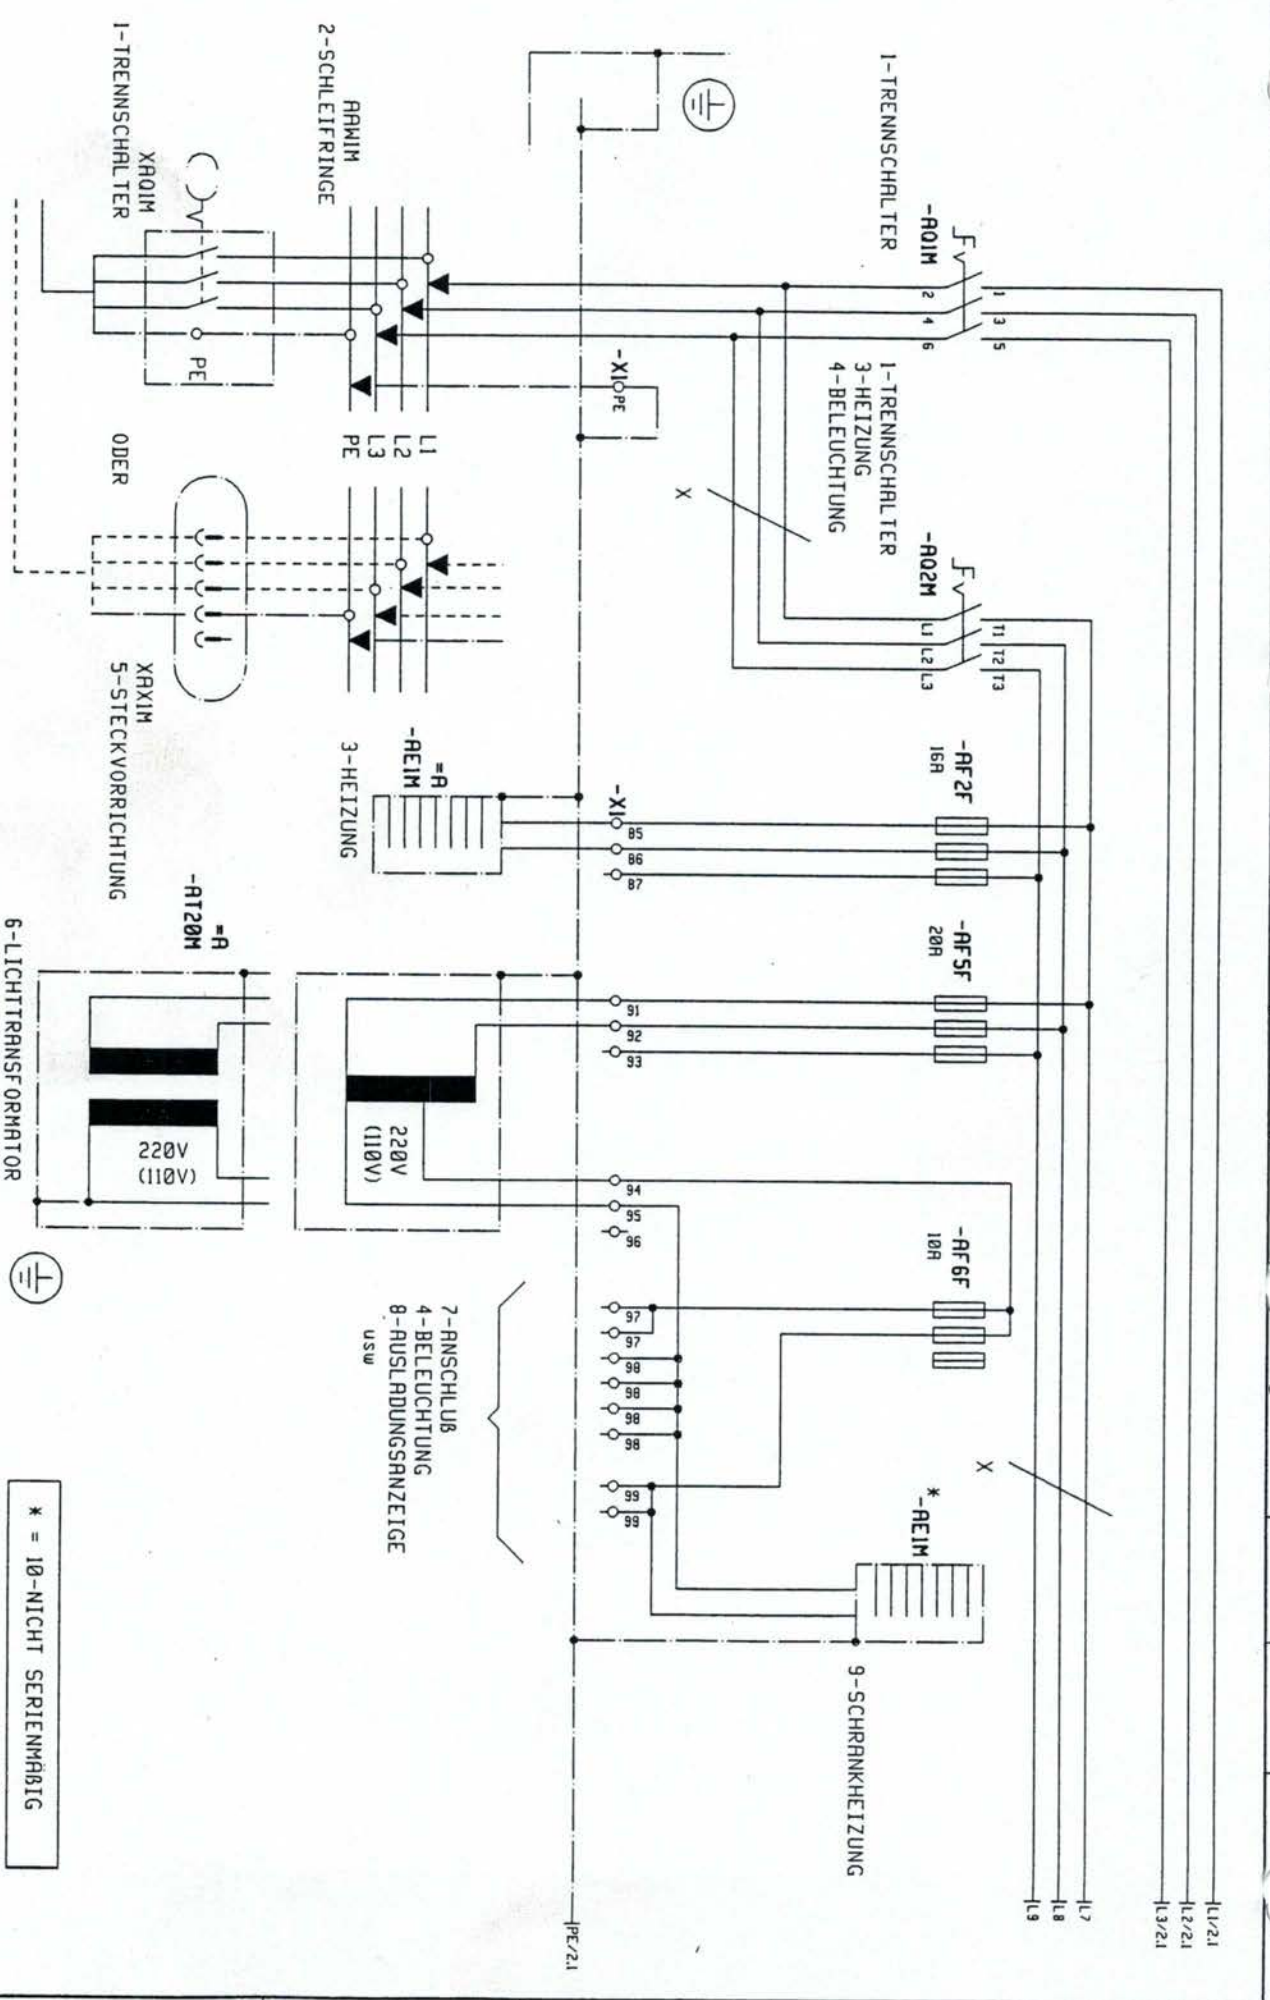 L1/2.1
L2/2.1
L3/2.1
L7
L8
L9
1-TRENNSCHALTER
-AQ1M
1
3
5
2
4
6
1-TRENNSCHALTER
3-HEIZUNG
4-BELEUCHTUNG
-AQ2M
T1
T2
T3
L1
L2
L3
X
-AF2F
16A
-AF5F
20A
-AF6F
10A
X
*
-AE1M
9-SCHRANKHEIZUNG
-X1
PE
-X1
85
86
87
91
92
93
94
95
96
97
97
98
98
98
98
99
99
PE/2.1
AAW1M
2-SCHLEIFRINGE
L1
L2
L3
PE
=A
-AE1M
3-HEIZUNG
220V
(110V)
7-ANSCHLUß
4-BELEUCHTUNG
8-AUSLADUNGSANZEIGE
usw
XAQ1M
1-TRENNSCHALTER
PE
ODER
XAX1M
5-STECKVORRICHTUNG
=A
-AT20M
220V
(110V)
6-LICHTTRANSFORMATOR
* = 10-NICHT SERIENMÄßIG